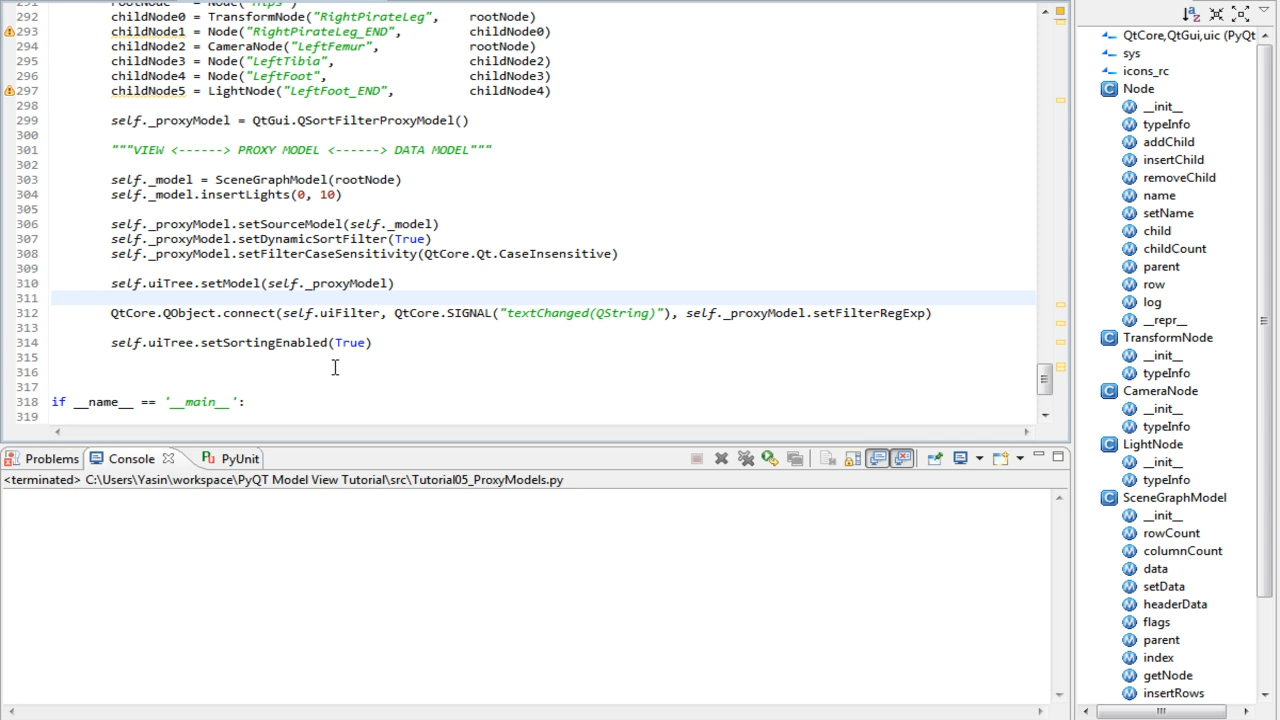 291
292 childNode0 = TransformNode("RightPirateLeg", rootNode)
293 childNode1 = Node("RightPirateLeg_END", childNode0)
294 childNode2 = CameraNode("LeftFemur", rootNode)
295 childNode3 = Node("LeftTibia", childNode2)
296 childNode4 = Node("LeftFoot", childNode3)
297 childNode5 = LightNode("LeftFoot_END", childNode4)
298
299 self._proxyModel = QtGui.QSortFilterProxyModel()
300
301 """VIEW <------> PROXY MODEL <------> DATA MODEL"""
302
303 self._model = SceneGraphModel(rootNode)
304 self._model.insertLights(0, 10)
305
306 self._proxyModel.setSourceModel(self._model)
307 self._proxyModel.setDynamicSortFilter(True)
308 self._proxyModel.setFilterCaseSensitivity(QtCore.Qt.CaseInsensitive)
309
310 self.uiTree.setModel(self._proxyModel)
311
312 QtCore.QObject.connect(self.uiFilter, QtCore.SIGNAL("textChanged(QString)"), self._proxyModel.setFilterRegExp)
313
314 self.uiTree.setSortingEnabled(True)
315
316
317
318 if __name__ == '__main__':
319
Problems Console PyUnit
<terminated> C:\Users\Yasin\workspace\PyQT Model View Tutorial\src\Tutorial05_ProxyModels.py
QtCore,QtGui,uic (PyQt
sys
icons_rc
Node
__init__
typeInfo
addChild
insertChild
removeChild
name
setName
child
childCount
parent
row
log
__repr__
TransformNode
__init__
typeInfo
CameraNode
__init__
typeInfo
LightNode
__init__
typeInfo
SceneGraphModel
__init__
rowCount
columnCount
data
setData
headerData
flags
parent
index
getNode
insertRows